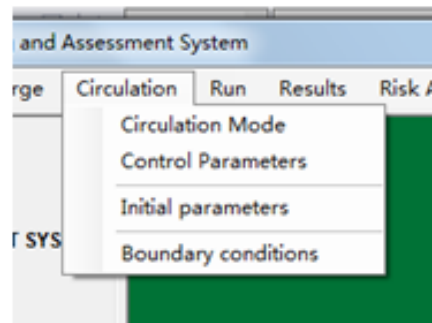 and Assessment System
rge Circulation Run Results Risk A
Circulation Mode
Control Parameters
Initial parameters
T SYS
Boundary conditions